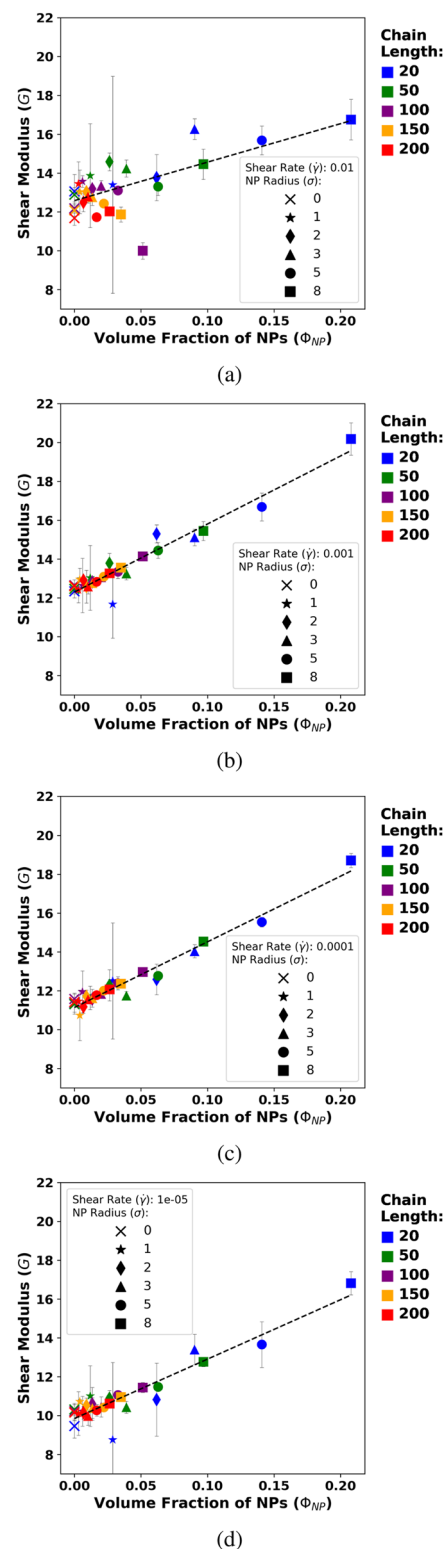 22
20
18
16
14
12
10
8
Shear Modulus (G)
0.00 0.05 0.10 0.15 0.20
Volume Fraction of NPs (Φ_NP)
Shear Rate (γ̇): 0.01
NP Radius (σ):
0
1
2
3
5
8
Chain
Length:
20
50
100
150
200
(a)
22
20
18
16
14
12
10
8
Shear Modulus (G)
0.00 0.05 0.10 0.15 0.20
Volume Fraction of NPs (Φ_NP)
Shear Rate (γ̇): 0.001
NP Radius (σ):
0
1
2
3
5
8
Chain
Length:
20
50
100
150
200
(b)
22
20
18
16
14
12
10
8
Shear Modulus (G)
0.00 0.05 0.10 0.15 0.20
Volume Fraction of NPs (Φ_NP)
Shear Rate (γ̇): 0.0001
NP Radius (σ):
0
1
2
3
5
8
Chain
Length:
20
50
100
150
200
(c)
22
20
18
16
14
12
10
8
Shear Modulus (G)
0.00 0.05 0.10 0.15 0.20
Volume Fraction of NPs (Φ_NP)
Shear Rate (γ̇): 1e-05
NP Radius (σ):
0
1
2
3
5
8
Chain
Length:
20
50
100
150
200
(d)